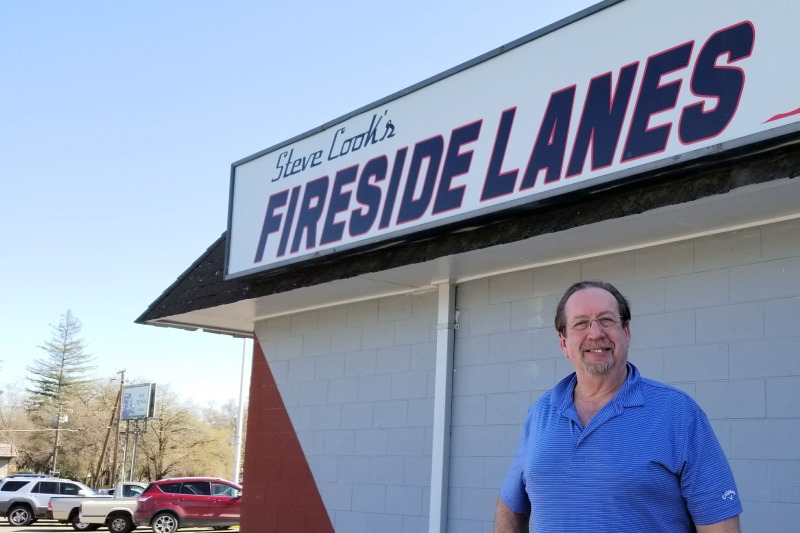 Steve Cook's
FIRESIDE LANES